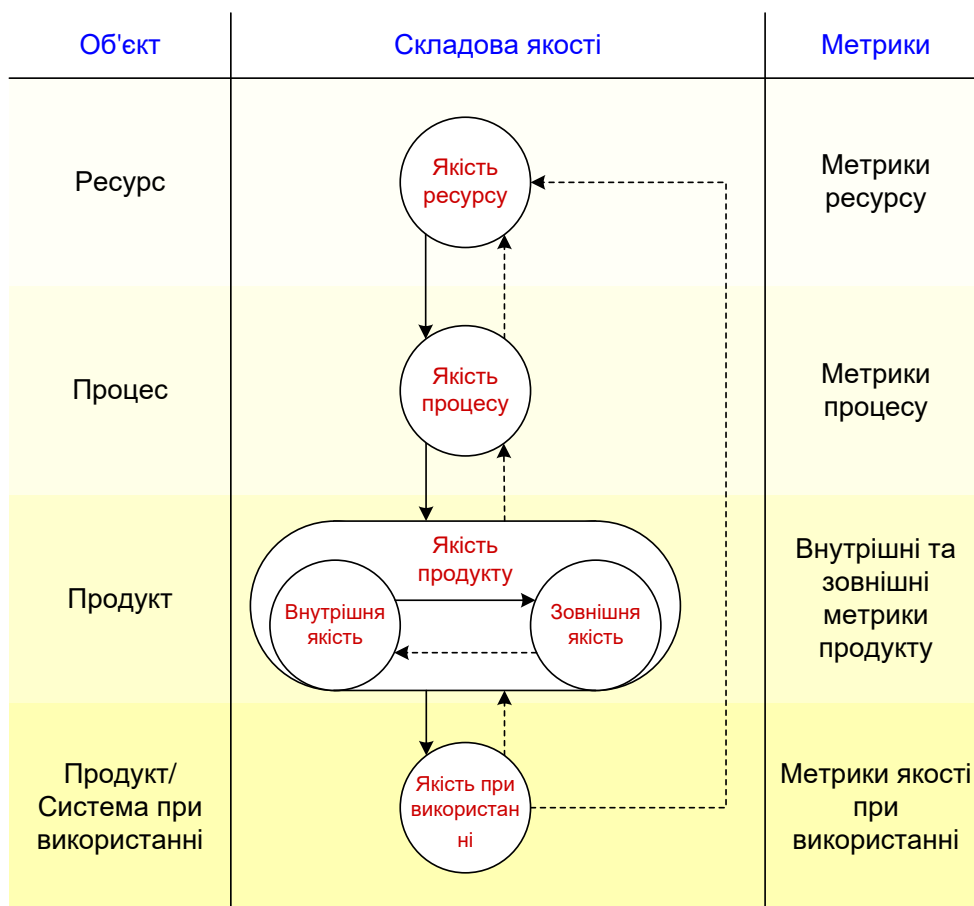 Об'єкт
Складова якості
Метрики
Ресурс
Якість
ресурсу
Метрики
ресурсу
Процес
Якість
процесу
Метрики
процесу
Продукт
Якість
продукту
Внутрішня
якість
Зовнішня
якість
Внутрішні та
зовнішні
метрики
продукту
Продукт/
Система при
використанні
Якість при
використан
ні
Метрики якості
при
використанні